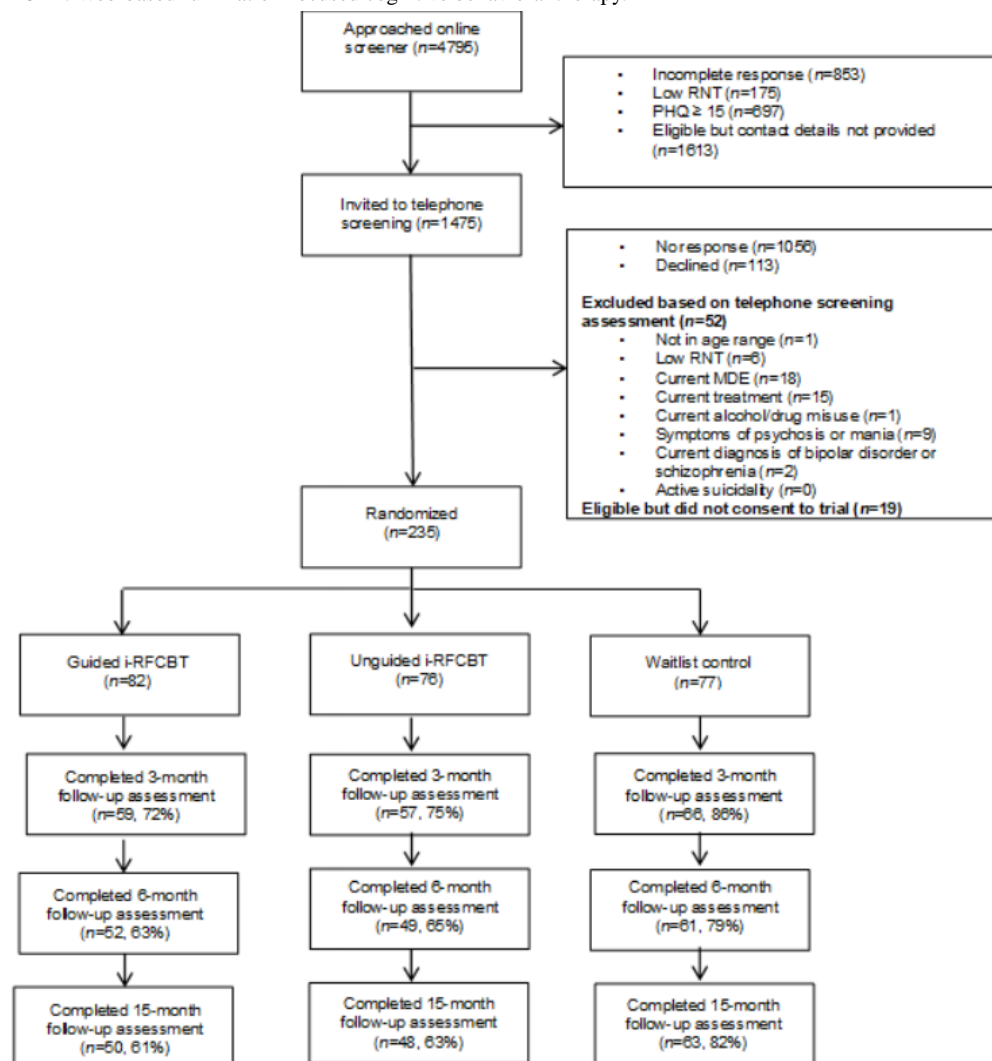 web-based rumination-focused cognitive behavioral therapy.
Approached online
screener (n=4795)
▪ Incomplete response (n=853)
▪ Low RNT (n=175)
▪ PHQ ≥ 15 (n=697)
▪ Eligible but contact details not provided
(n=1613)
Invited to telephone
screening (n=1475)
▪ No response (n=1056)
▪ Declined (n=113)
Excluded based on telephone screening
assessment (n=52)
▪ Not in age range (n=1)
▪ Low RNT (n=6)
▪ Current MDE (n=18)
▪ Current treatment (n=15)
▪ Current alcohol/drug misuse (n=1)
▪ Symptoms of psychosis or mania (n=9)
▪ Current diagnosis of bipolar disorder or
schizophrenia (n=2)
▪ Active suicidality (n=0)
Eligible but did not consent to trial (n=19)
Randomized
(n=235)
Guided i-RFCBT
(n=82)
Unguided i-RFCBT
(n=76)
Waitlist control
(n=77)
Completed 3-month
follow-up assessment
(n=59, 72%)
Completed 3-month
follow-up assessment
(n=57, 75%)
Completed 3-month
follow-up assessment
(n=66, 86%)
Completed 6-month
follow-up assessment
(n=52, 63%)
Completed 6-month
follow-up assessment
(n=49, 65%)
Completed 6-month
follow-up assessment
(n=61, 79%)
Completed 15-month
follow-up assessment
(n=50, 61%)
Completed 15-month
follow-up assessment
(n=48, 63%)
Completed 15-month
follow-up assessment
(n=63, 82%)